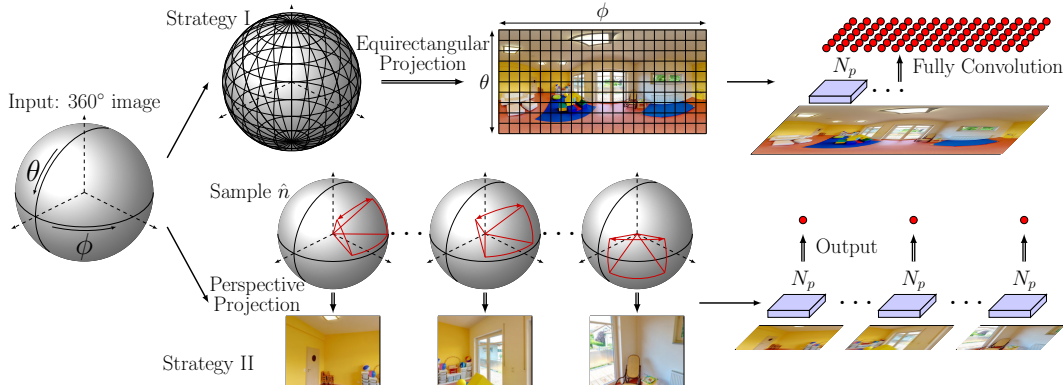 Strategy I
Input: 360° image
θ
ϕ
Equirectangular
Projection
ϕ
θ
N_p
. . .
Fully Convolution
Sample n̂
. . .
. . .
Perspective
Projection
Strategy II
Output
N_p
. . .
N_p
. . .
N_p